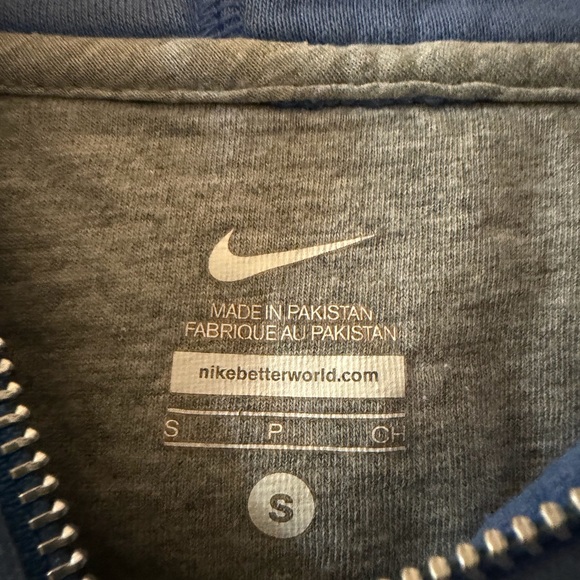 MADE IN PAKISTAN
FABRIQUE AU PAKISTAN
nikebetterworld.com
S P CH
S